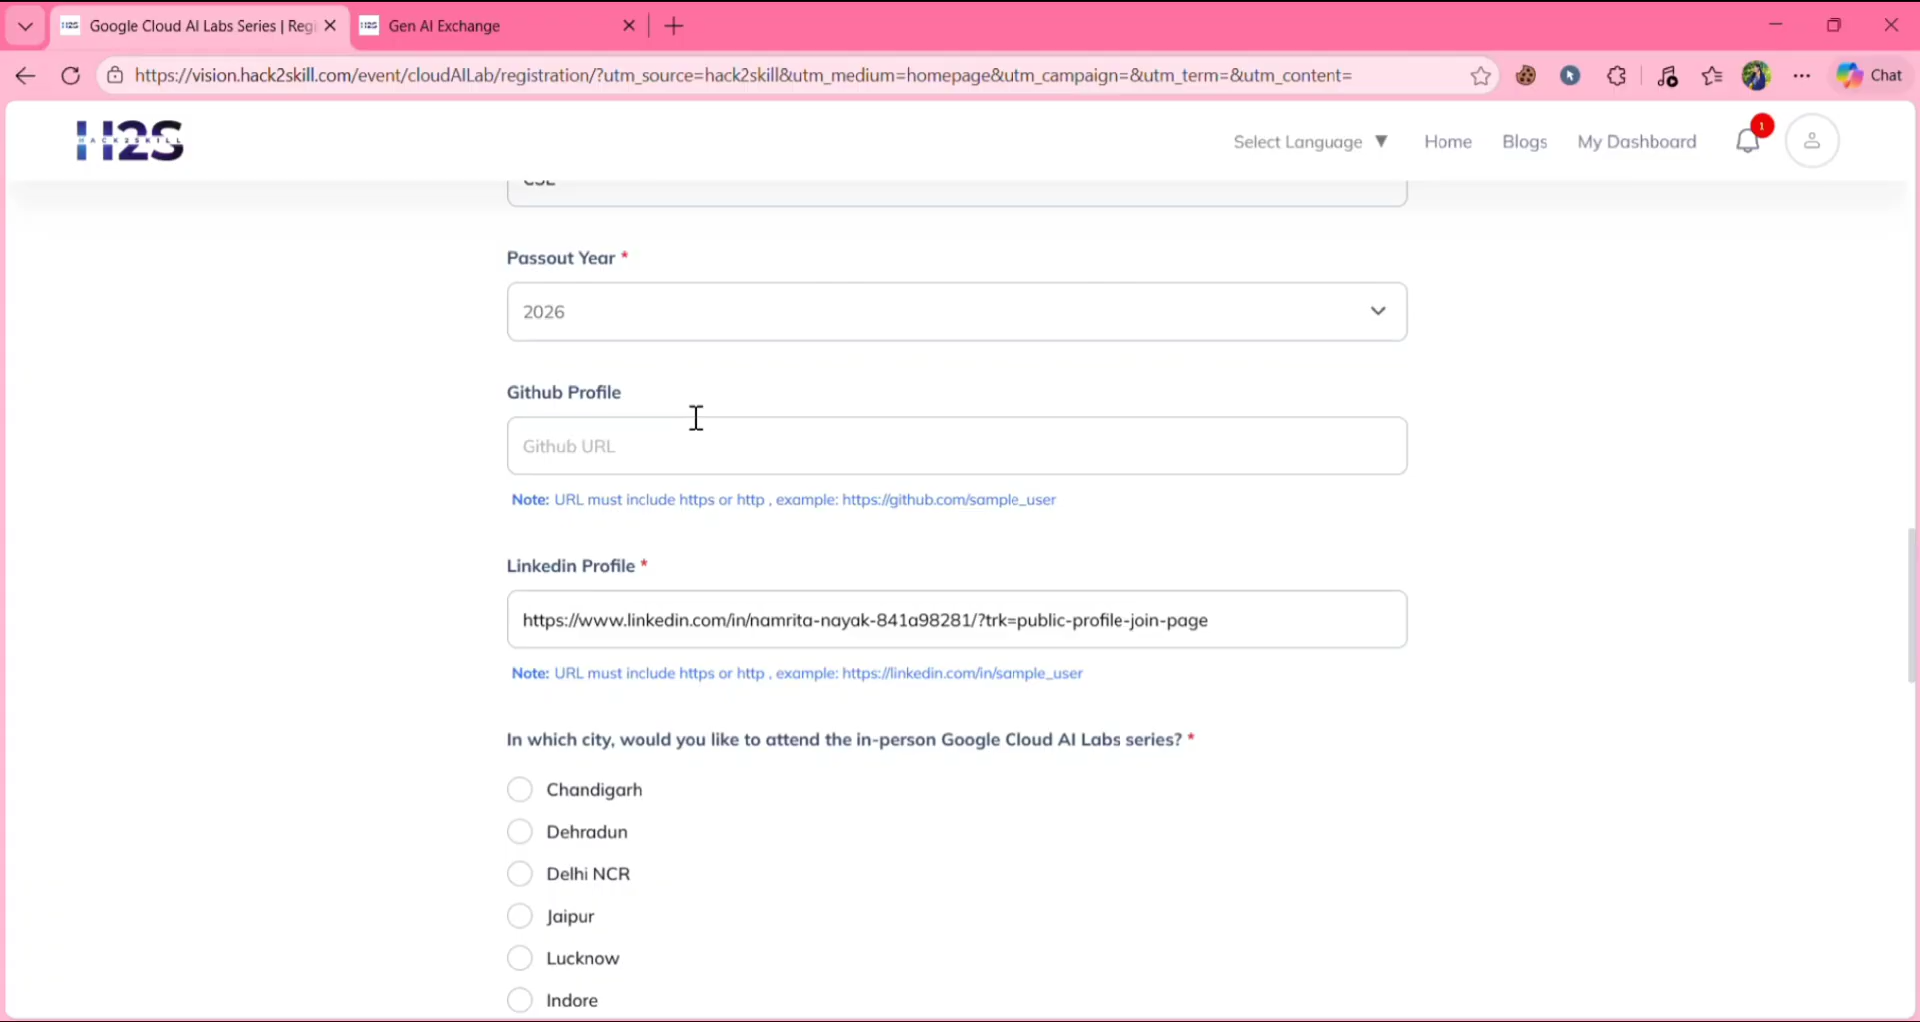 Google Cloud AI Labs Series | Regi
Gen AI Exchange
https://vision.hack2skill.com/event/cloudAILab/registration/?utm_source=hack2skill&utm_medium=homepage&utm_campaign=&utm_term=&utm_content=
Chat
H2S
HACK2SKILL
Select Language ▼
Home
Blogs
My Dashboard
1
CSE
Passout Year *
2026
Github Profile
Github URL
Note: URL must include https or http , example: https://github.com/sample_user
Linkedin Profile *
https://www.linkedin.com/in/namrita-nayak-841a98281/?trk=public-profile-join-page
Note: URL must include https or http , example: https://linkedin.com/in/sample_user
In which city, would you like to attend the in-person Google Cloud AI Labs series? *
Chandigarh
Dehradun
Delhi NCR
Jaipur
Lucknow
Indore